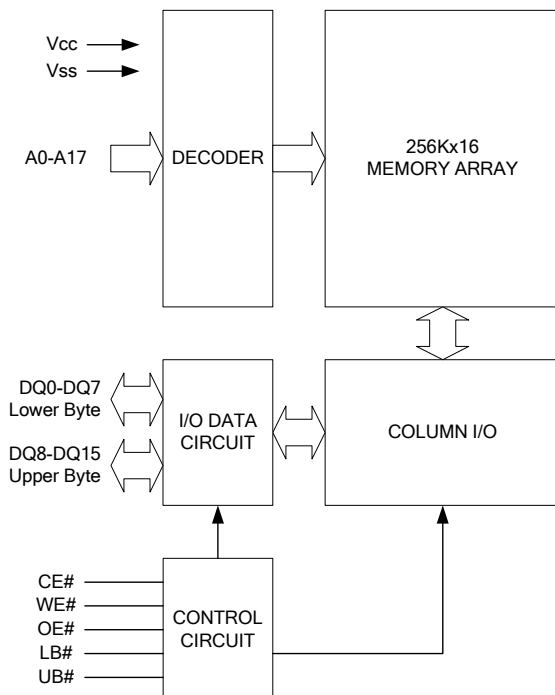 Vcc
Vss
A0-A17
DECODER
256Kx16
MEMORY ARRAY
DQ0-DQ7
Lower Byte
DQ8-DQ15
Upper Byte
I/O DATA
CIRCUIT
COLUMN I/O
CE#
WE#
OE#
LB#
UB#
CONTROL
CIRCUIT